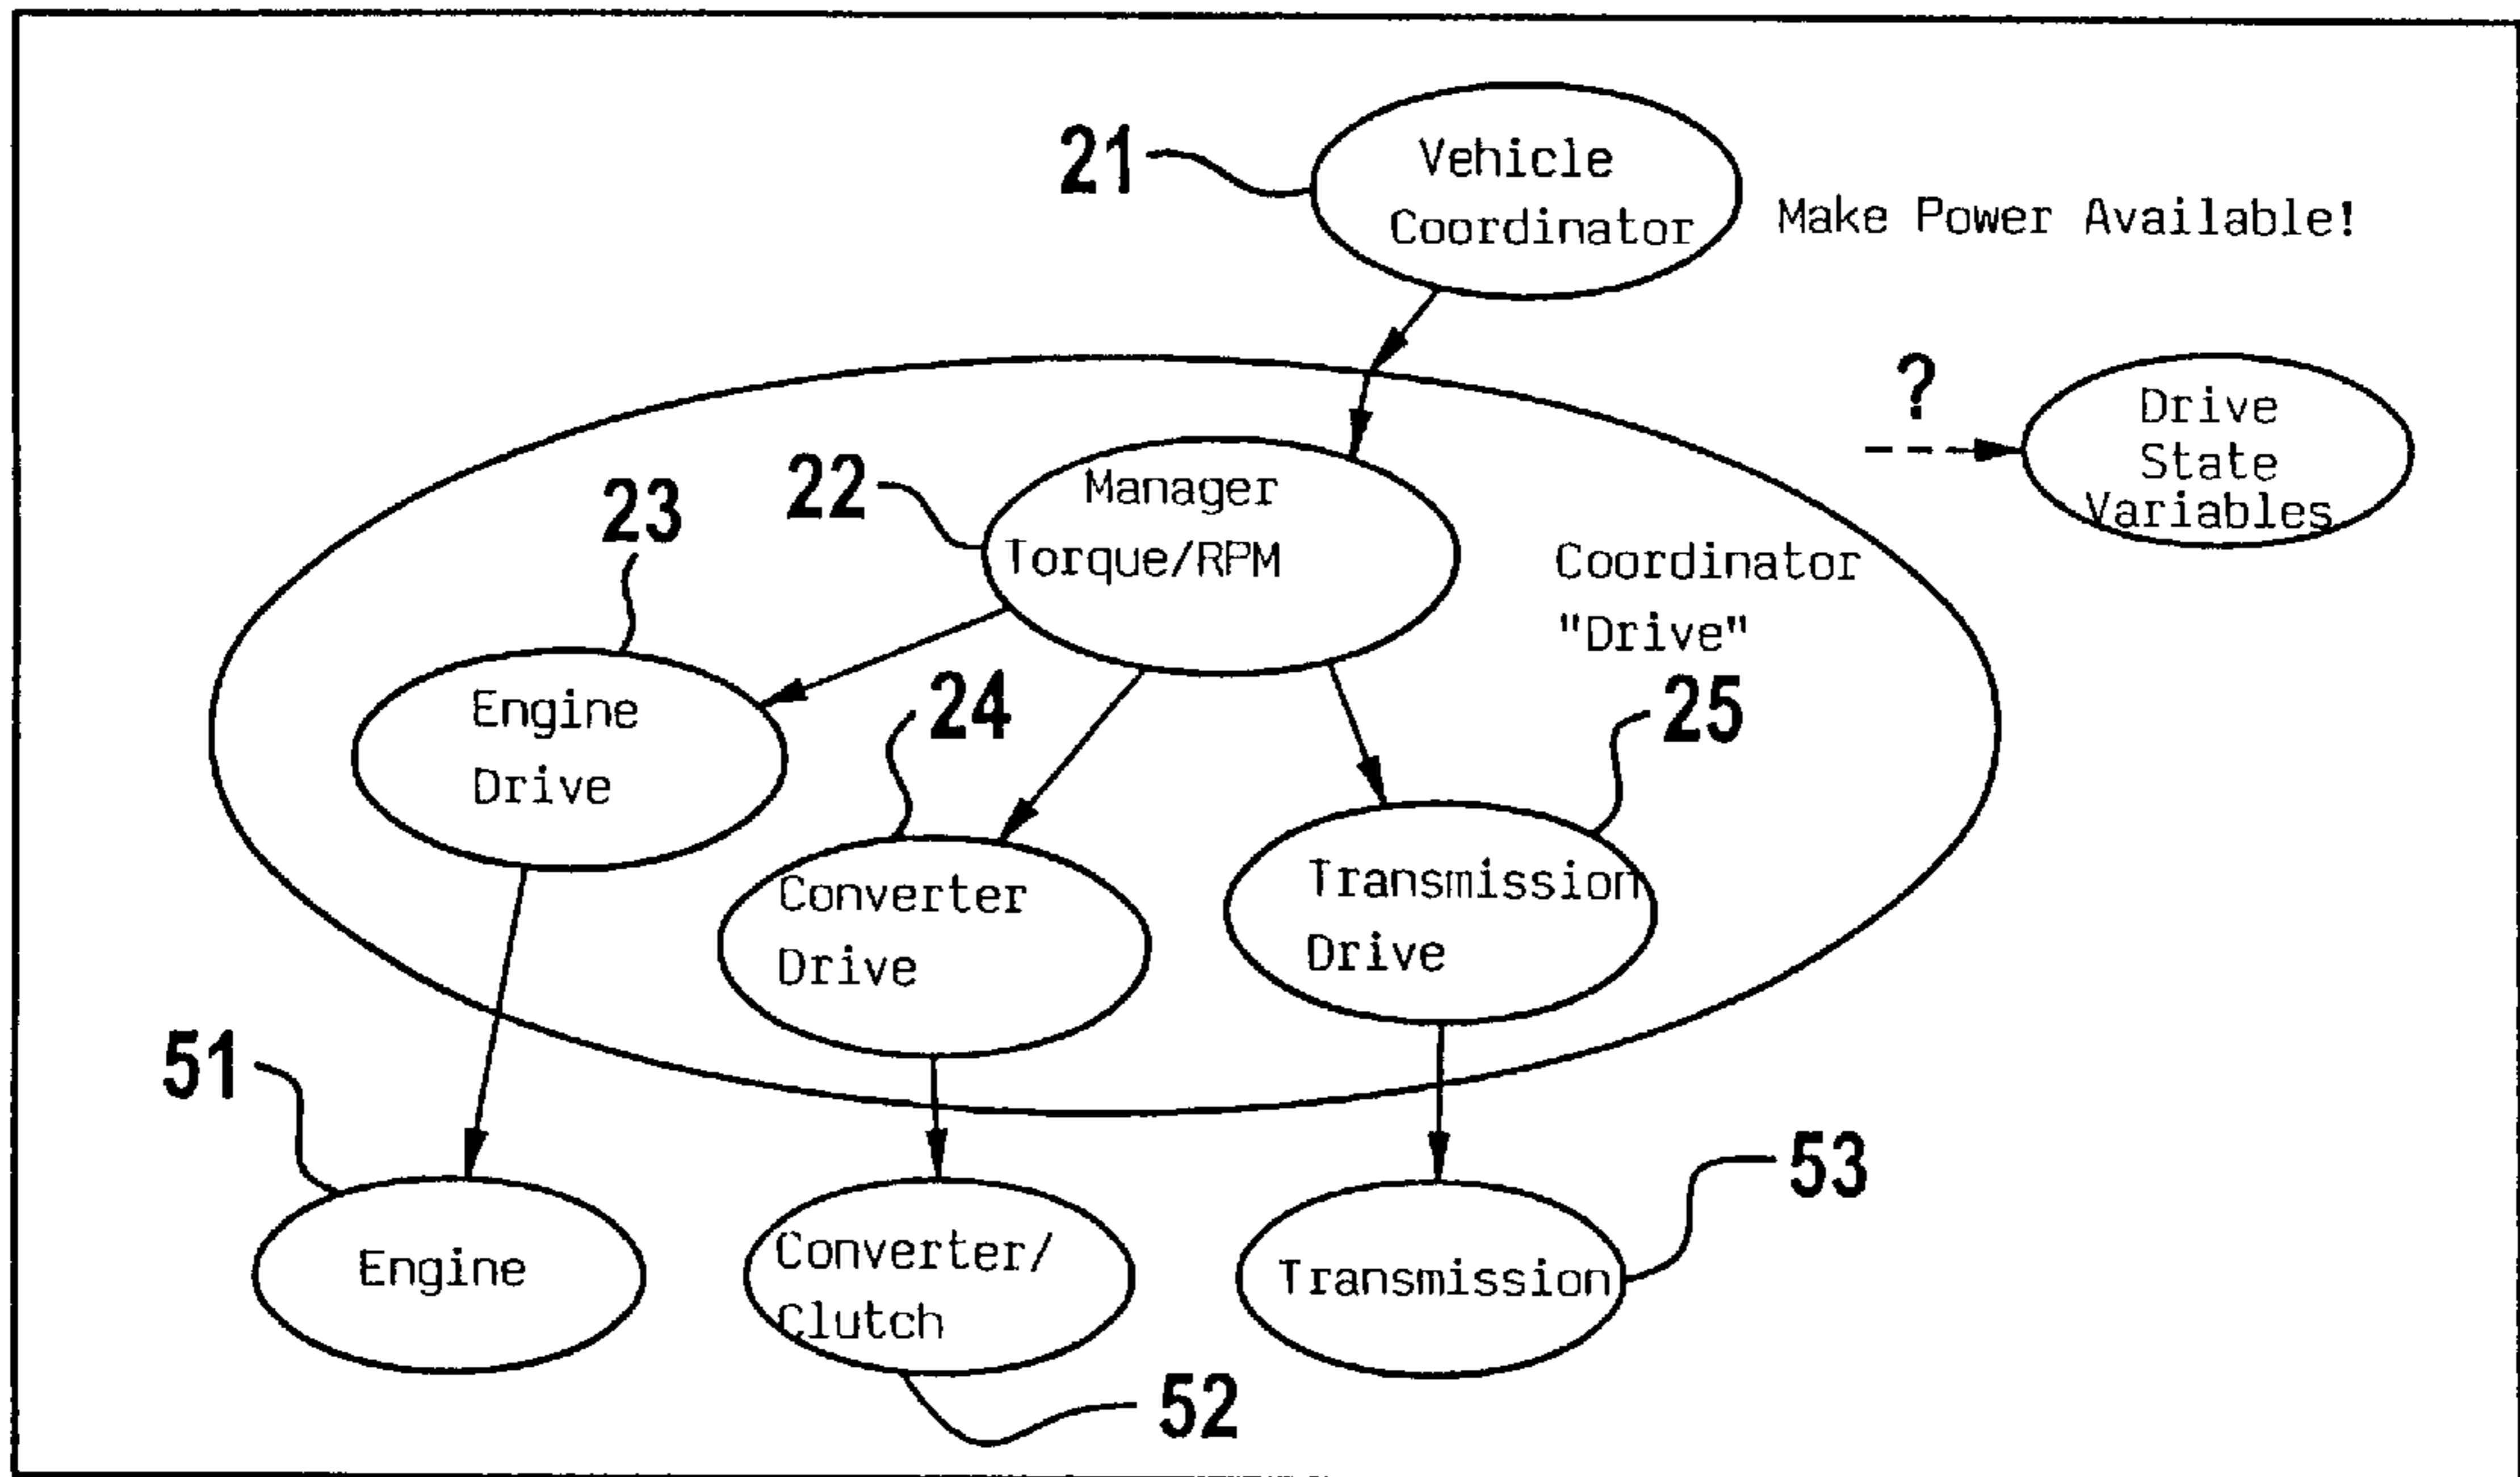 21
Vehicle
Coordinator
Make Power Available!
?
Drive
State
Variables
22
Manager
Torque/RPM
23
Coordinator
"Drive"
Engine
Drive
24
25
Converter
Drive
Transmission
Drive
51
53
Engine
Converter/
Clutch
Transmission
52